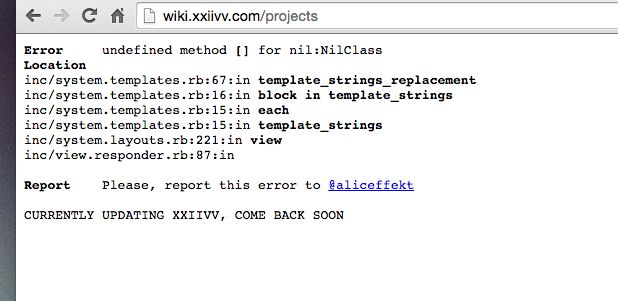 wiki.xxiivv.com/projects
Error undefined method [] for nil:NilClass
Location
inc/system.templates.rb:67:in template_strings_replacement
inc/system.templates.rb:16:in block in template_strings
inc/system.templates.rb:15:in each
inc/system.templates.rb:15:in template_strings
inc/system.layouts.rb:221:in view
inc/view.responder.rb:87:in
Report Please, report this error to @aliceffekt
CURRENTLY UPDATING XXIIVV, COME BACK SOON